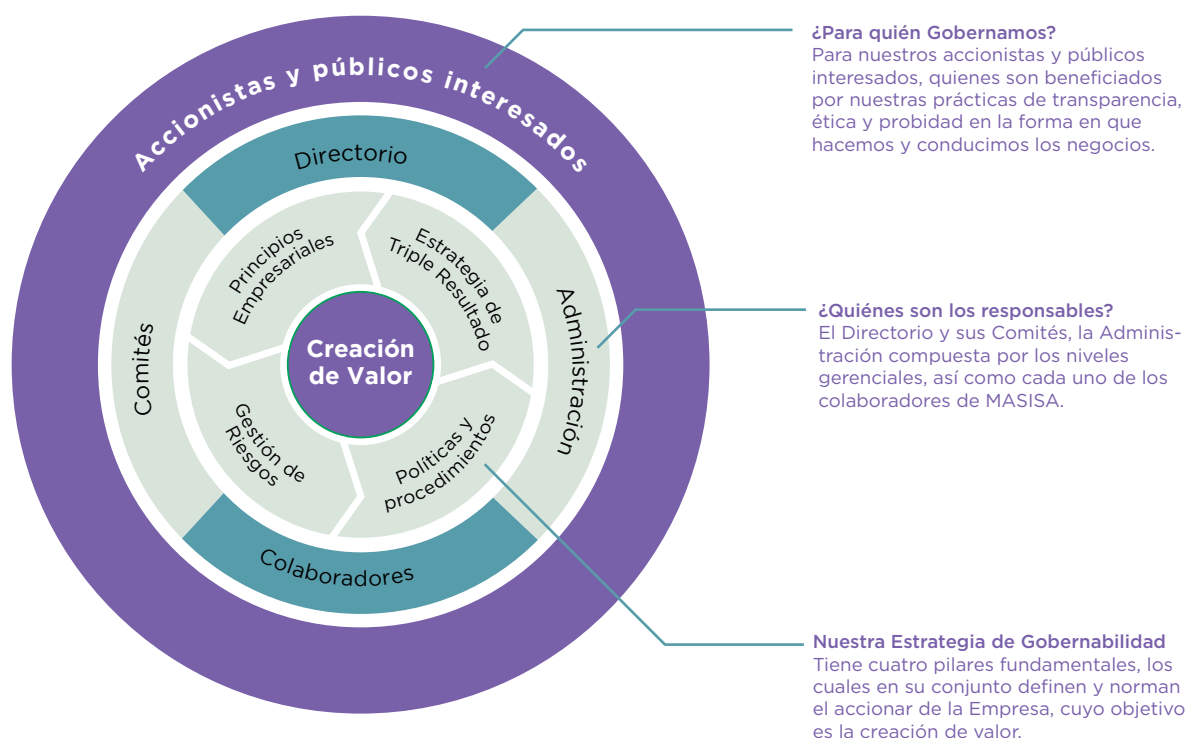 Accionistas y públicos interesados
Directorio
Comités
Administración
Colaboradores
Principios
Empresariales
Estrategia de
Triple Resultado
Gestión de
Riesgos
Políticas y
procedimientos
Creación
de Valor
¿Para quién Gobernamos?
Para nuestros accionistas y públicos
interesados, quienes son beneficiados
por nuestras prácticas de transparencia,
ética y probidad en la forma en que
hacemos y conducimos los negocios.
¿Quiénes son los responsables?
El Directorio y sus Comités, la Adminis-
tración compuesta por los niveles
gerenciales, así como cada uno de los
colaboradores de MASISA.
Nuestra Estrategia de Gobernabilidad
Tiene cuatro pilares fundamentales, los
cuales en su conjunto definen y norman
el accionar de la Empresa, cuyo objetivo
es la creación de valor.